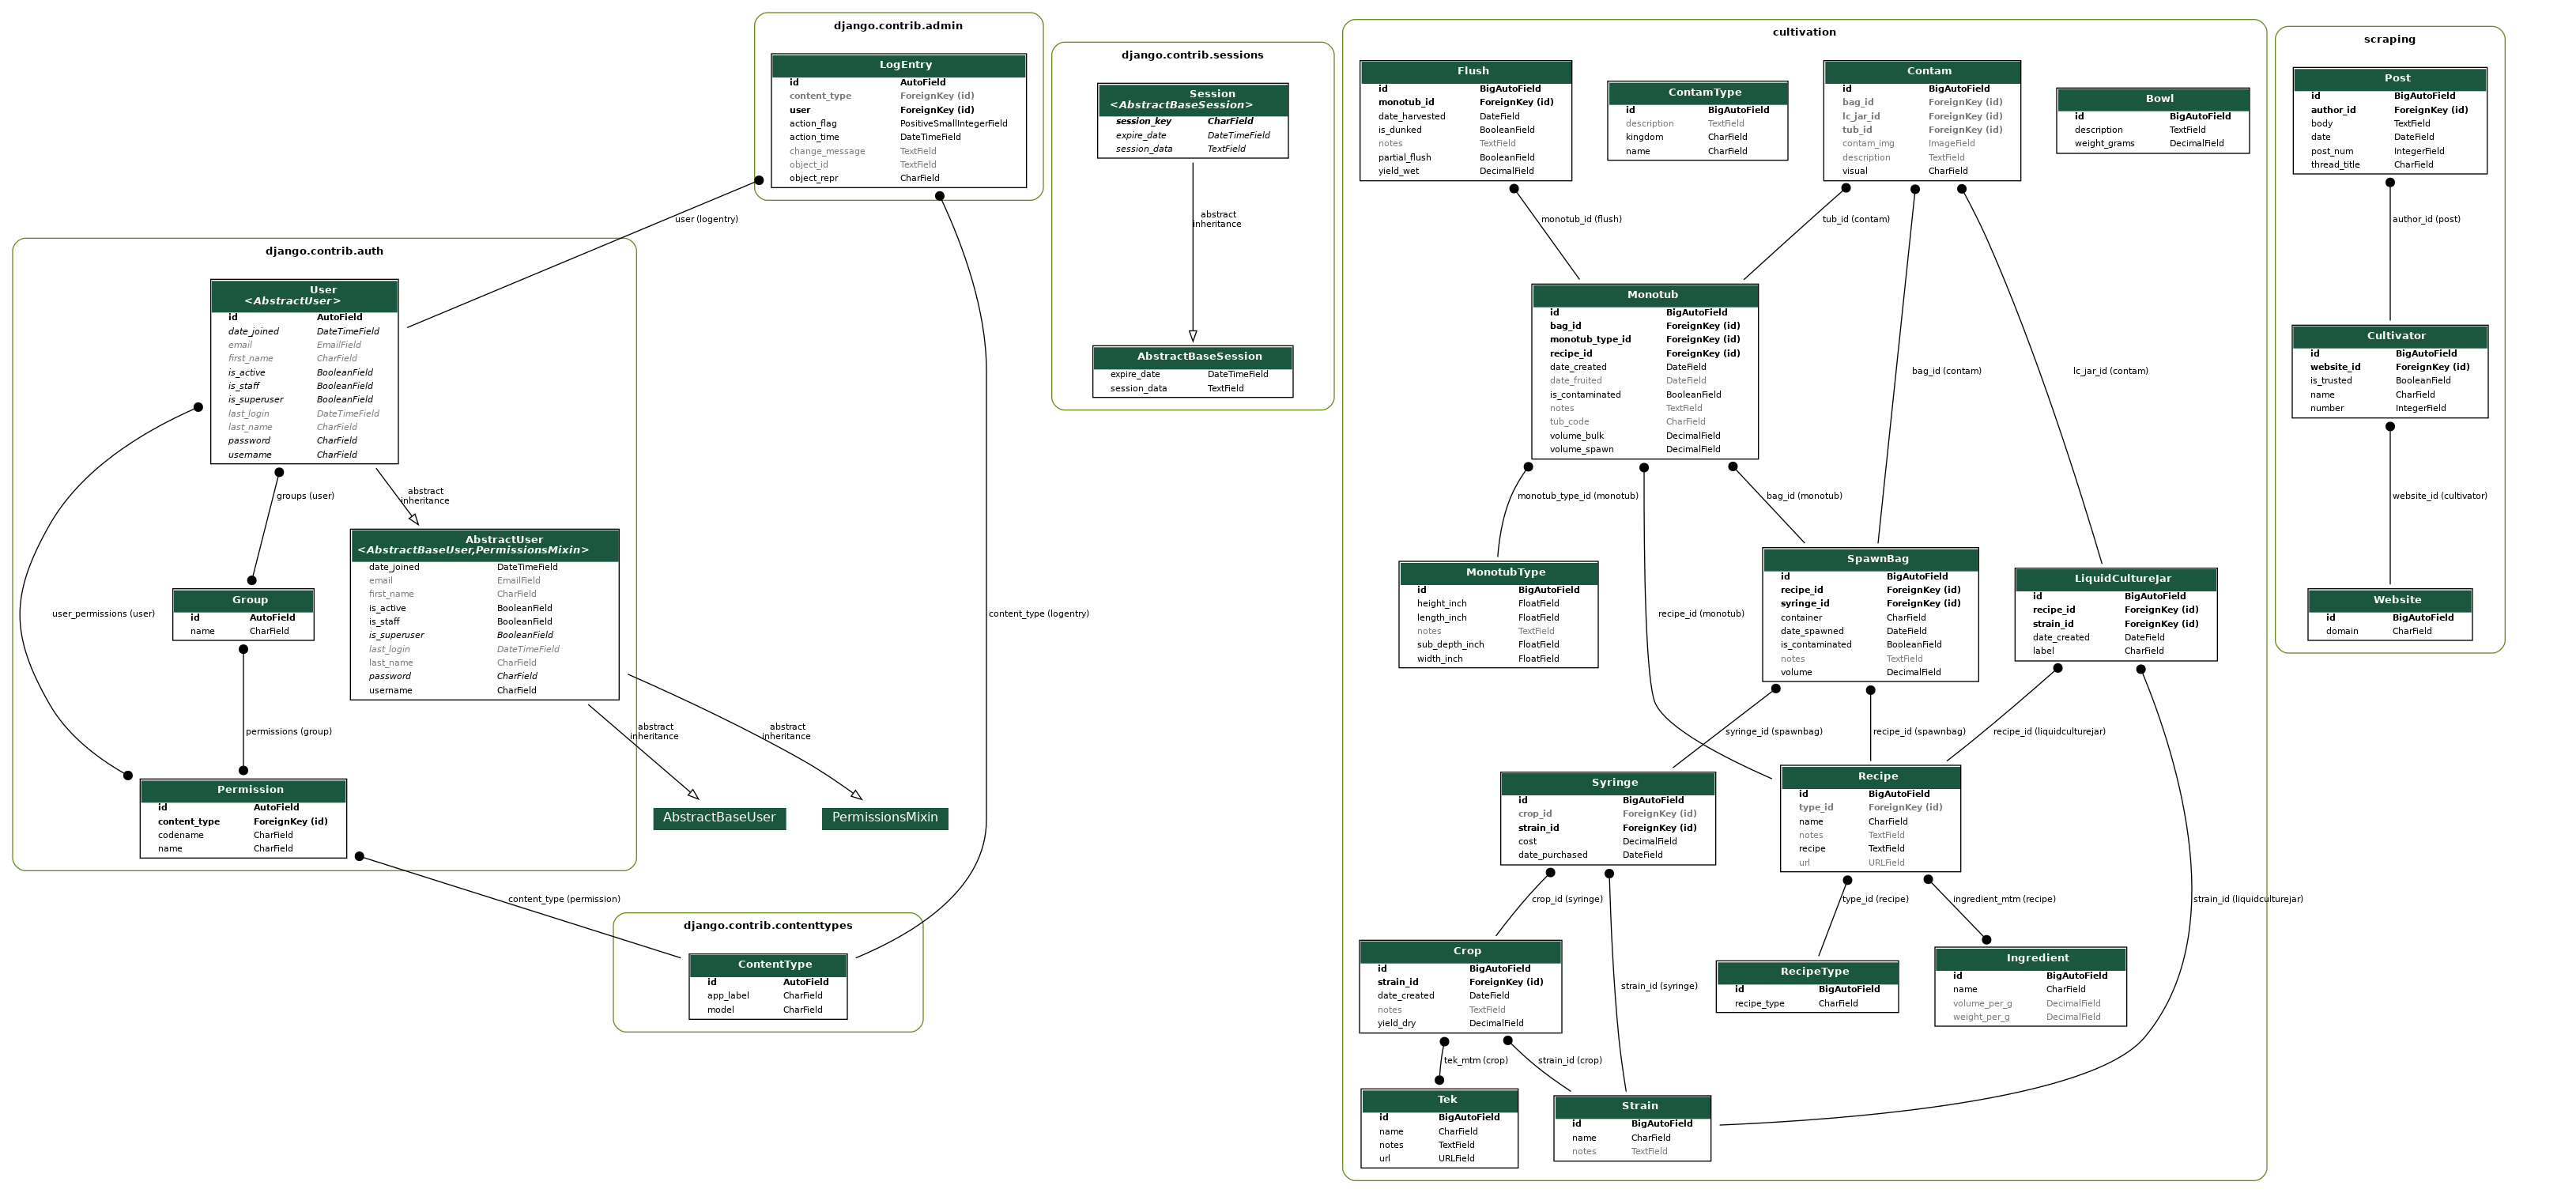 django.contrib.admin
LogEntry
id AutoField
content_type ForeignKey (id)
user ForeignKey (id)
action_flag PositiveSmallIntegerField
action_time DateTimeField
change_message TextField
object_id TextField
object_repr CharField
user (logentry)
content_type (logentry)
django.contrib.auth
User
<AbstractUser>
id AutoField
date_joined DateTimeField
email EmailField
first_name CharField
is_active BooleanField
is_staff BooleanField
is_superuser BooleanField
last_login DateTimeField
last_name CharField
password CharField
username CharField
groups (user)
abstract
inheritance
user_permissions (user)
AbstractUser
<AbstractBaseUser,PermissionsMixin>
date_joined DateTimeField
email EmailField
first_name CharField
is_active BooleanField
is_staff BooleanField
is_superuser BooleanField
last_login DateTimeField
last_name CharField
password CharField
username CharField
Group
id AutoField
name CharField
permissions (group)
abstract
inheritance
abstract
inheritance
Permission
id AutoField
content_type ForeignKey (id)
codename CharField
name CharField
AbstractBaseUser
PermissionsMixin
content_type (permission)
django.contrib.contenttypes
ContentType
id AutoField
app_label CharField
model CharField
django.contrib.sessions
Session
<AbstractBaseSession>
session_key CharField
expire_date DateTimeField
session_data TextField
abstract
inheritance
AbstractBaseSession
expire_date DateTimeField
session_data TextField
cultivation
Flush
id BigAutoField
monotub_id ForeignKey (id)
date_harvested DateField
is_dunked BooleanField
notes TextField
partial_flush BooleanField
yield_wet DecimalField
ContamType
id BigAutoField
description TextField
kingdom CharField
name CharField
Contam
id BigAutoField
bag_id ForeignKey (id)
lc_jar_id ForeignKey (id)
tub_id ForeignKey (id)
contam_img ImageField
description TextField
visual CharField
Bowl
id BigAutoField
description TextField
weight_grams DecimalField
monotub_id (flush)
tub_id (contam)
Monotub
id BigAutoField
bag_id ForeignKey (id)
monotub_type_id ForeignKey (id)
recipe_id ForeignKey (id)
date_created DateField
date_fruited DateField
is_contaminated BooleanField
notes TextField
tub_code CharField
volume_bulk DecimalField
volume_spawn DecimalField
bag_id (contam)
lc_jar_id (contam)
monotub_type_id (monotub)
bag_id (monotub)
MonotubType
id BigAutoField
height_inch FloatField
length_inch FloatField
notes TextField
sub_depth_inch FloatField
width_inch FloatField
recipe_id (monotub)
SpawnBag
id BigAutoField
recipe_id ForeignKey (id)
syringe_id ForeignKey (id)
container CharField
date_spawned DateField
is_contaminated BooleanField
notes TextField
volume DecimalField
LiquidCultureJar
id BigAutoField
recipe_id ForeignKey (id)
strain_id ForeignKey (id)
date_created DateField
label CharField
syringe_id (spawnbag)
recipe_id (spawnbag)
recipe_id (liquidculturejar)
Syringe
id BigAutoField
crop_id ForeignKey (id)
strain_id ForeignKey (id)
cost DecimalField
date_purchased DateField
Recipe
id BigAutoField
type_id ForeignKey (id)
name CharField
notes TextField
recipe TextField
url URLField
crop_id (syringe)
type_id (recipe)
ingredient_mtm (recipe)
strain_id (liquidculturejar)
Crop
id BigAutoField
strain_id ForeignKey (id)
date_created DateField
notes TextField
yield_dry DecimalField
strain_id (syringe)
RecipeType
id BigAutoField
recipe_type CharField
Ingredient
id BigAutoField
name CharField
volume_per_g DecimalField
weight_per_g DecimalField
tek_mtm (crop)
strain_id (crop)
Tek
id BigAutoField
name CharField
notes TextField
url URLField
Strain
id BigAutoField
name CharField
notes TextField
scraping
Post
id BigAutoField
author_id ForeignKey (id)
body TextField
date DateField
post_num IntegerField
thread_title CharField
author_id (post)
Cultivator
id BigAutoField
website_id ForeignKey (id)
is_trusted BooleanField
name CharField
number IntegerField
website_id (cultivator)
Website
id BigAutoField
domain CharField